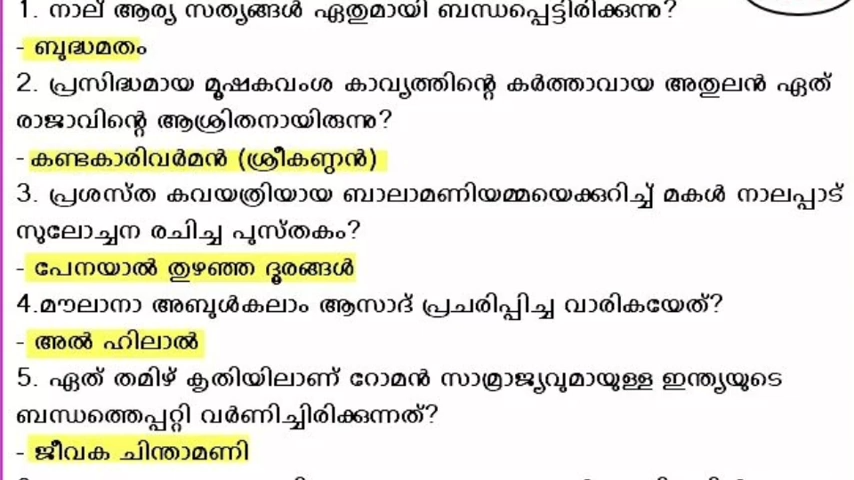 1. നാല് ആര്യ സത്യങ്ങൾ ഏതുമായി ബന്ധപ്പെട്ടിരിക്കുന്നു?
- ബുദ്ധമതം
2. പ്രസിദ്ധമായ മൂഷകവംശ കാവ്യത്തിന്റെ കർത്താവായ അതുലൻ ഏത്
രാജാവിന്റെ ആശ്രിതനായിരുന്നു?
- കണ്ടകാരിവർമൻ (ശ്രീകണ്ഠൻ)
3. പ്രശസ്ത കവയത്രിയായ ബാലാമണിയമ്മയെക്കുറിച്ച് മകൾ നാലപ്പാട്
സുലോച്ചന രചിച്ച പുസ്തകം?
- പേനയാൽ തുഴഞ്ഞ ദൂരങ്ങൾ
4.മൗലാനാ അബുൾകലാം ആസാദ് പ്രചരിപ്പിച്ച വാരികയേത്?
- അൽ ഹിലാൽ
5. ഏത് തമിഴ് കൃതിയിലാണ് റോമൻ സാമ്രാജ്യവുമായുള്ള ഇന്ത്യയുടെ
ബന്ധത്തെപ്പറ്റി വർണിച്ചിരിക്കുന്നത്?
- ജീവക ചിന്താമണി